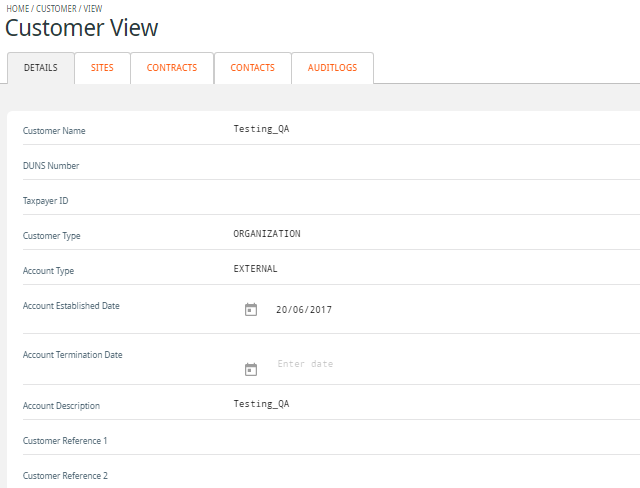 HOME / CUSTOMER / VIEW
Customer View
DETAILS SITES CONTRACTS CONTACTS AUDITLOGS
Customer Name Testing_QA
DUNS Number
Taxpayer ID
Customer Type ORGANIZATION
Account Type EXTERNAL
Account Established Date 20/06/2017
Account Termination Date Enter date
Account Description Testing_QA
Customer Reference 1
Customer Reference 2